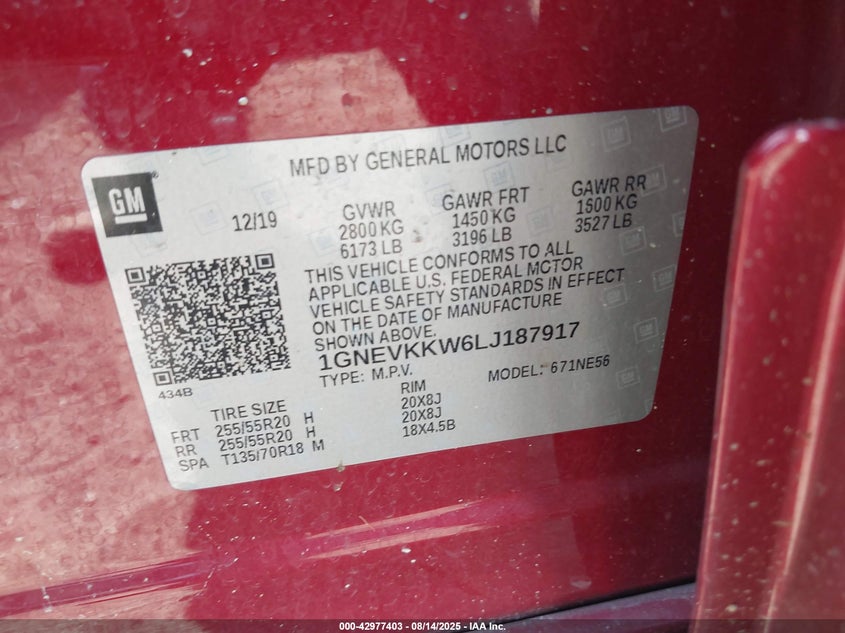 MFD BY GENERAL MOTORS LLC
GM
12/19
GVWR
2800 KG
6173 LB
GAWR FRT
1450 KG
3196 LB
GAWR RR
1600 KG
3527 LB
THIS VEHICLE CONFORMS TO ALL
APPLICABLE U.S. FEDERAL MOTOR
VEHICLE SAFETY STANDARDS IN EFFECT
ON THE DATE OF MANUFACTURE
SHOWN ABOVE.
1GNEVKKW6LJ187917
TYPE: M.P.V. MODEL: 671NE56
434B
TIRE SIZE RIM
FRT 255/55R20 H 20X8J
RR 255/55R20 H 20X8J
SPA T135/70R18 M 18X4.5B
000-42977403 - 08/14/2025 - IAA Inc.